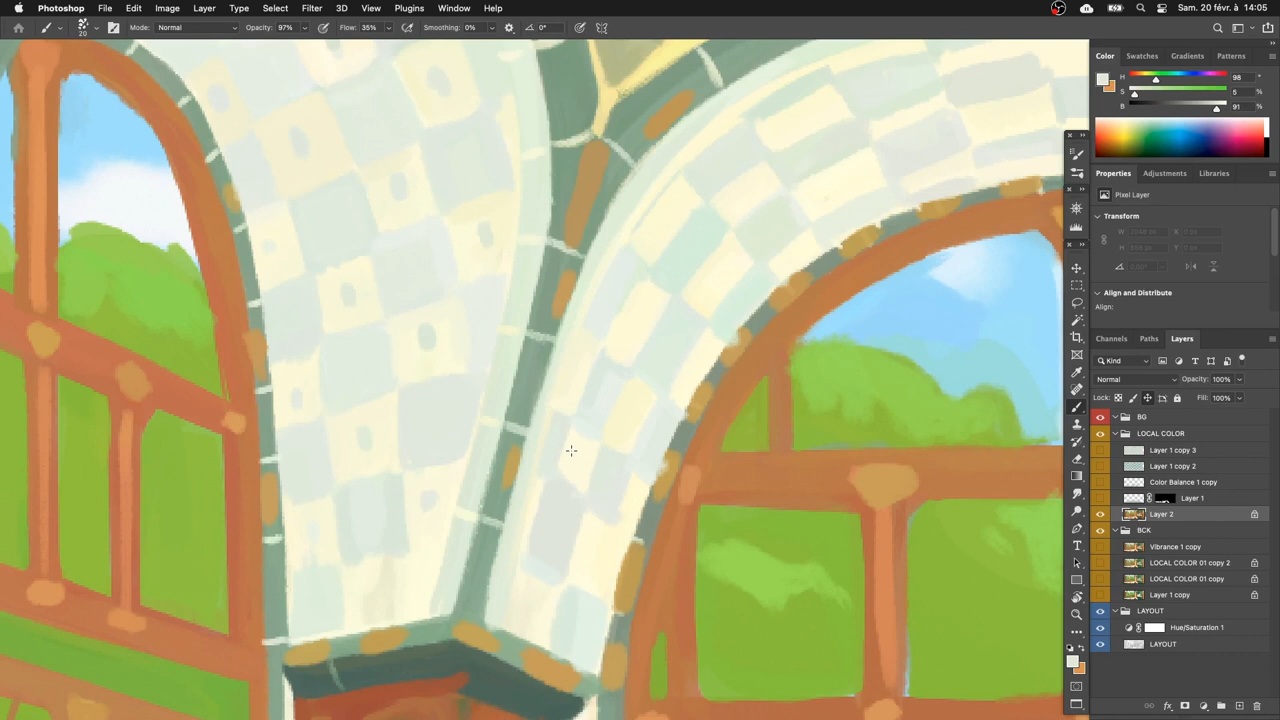 Photoshop File Edit Image Layer Type Select Filter 3D View Plugins Window Help Sam. 20 févr. à 14:05
20 Mode: Normal Opacity: 97% Flow: 35% Smoothing: 0% 0°
Color Swatches Gradients Patterns
H 98 °
S 5 %
B 91 %
Properties Adjustments Libraries
Pixel Layer
Transform
Align and Distribute
Align:
Channels Paths Layers
Kind
Normal Opacity: 100%
Lock: Fill: 100%
BG
LOCAL COLOR
Layer 1 copy 3
Layer 1 copy 2
Color Balance 1 copy
Layer 1
Layer 2
BCK
Vibrance 1 copy
LOCAL COLOR 01 copy 2
LOCAL COLOR 01 copy
Layer 1 copy
LAYOUT
Hue/Saturation 1
LAYOUT